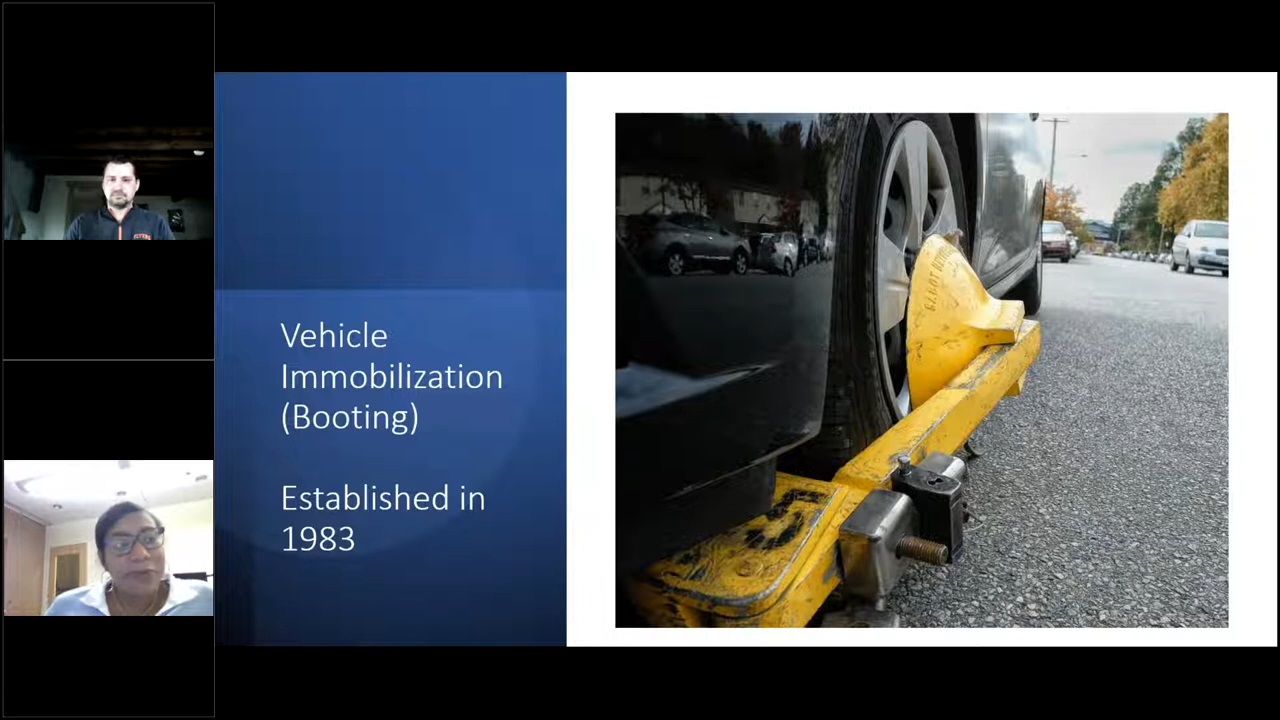 Vehicle
Immobilization
(Booting)
Established in
1983